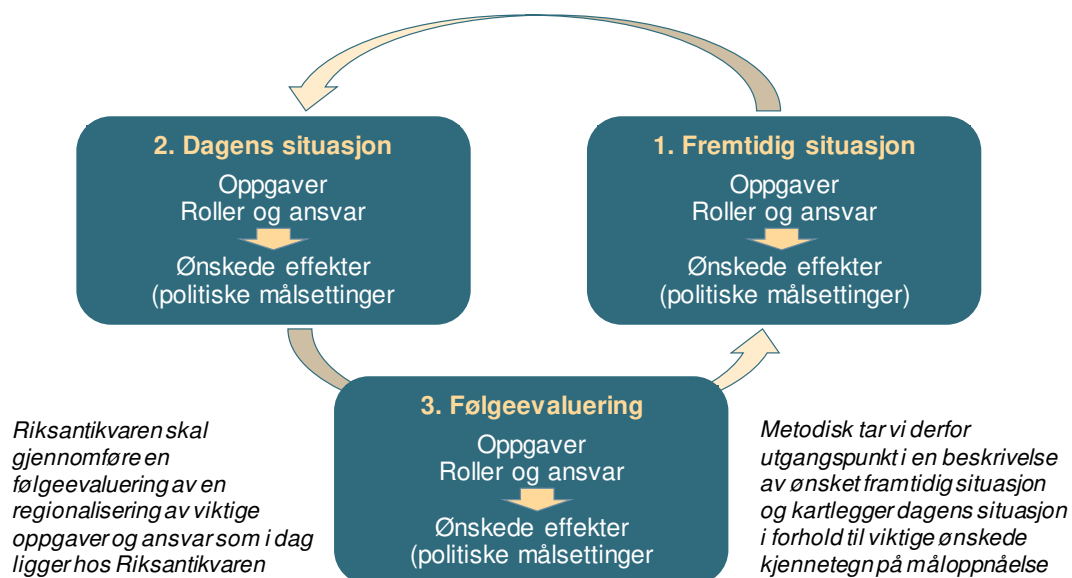 2. Dagens situasjon
Oppgaver
Roller og ansvar
Ønskede effekter
(politiske målsettinger
1. Fremtidig situasjon
Oppgaver
Roller og ansvar
Ønskede effekter
(politiske målsettinger)
3. Følgeevaluering
Oppgaver
Roller og ansvar
Ønskede effekter
(politiske målsettinger
Riksantikvaren skal
gjennomføre en
følgeevaluering av en
regionalisering av viktige
oppgaver og ansvar som i dag
ligger hos Riksantikvaren
Metodisk tar vi derfor
utgangspunkt i en beskrivelse
av ønsket framtidig situasjon
og kartlegger dagens situasjon
i forhold til viktige ønskede
kjennetegn på måloppnåelse